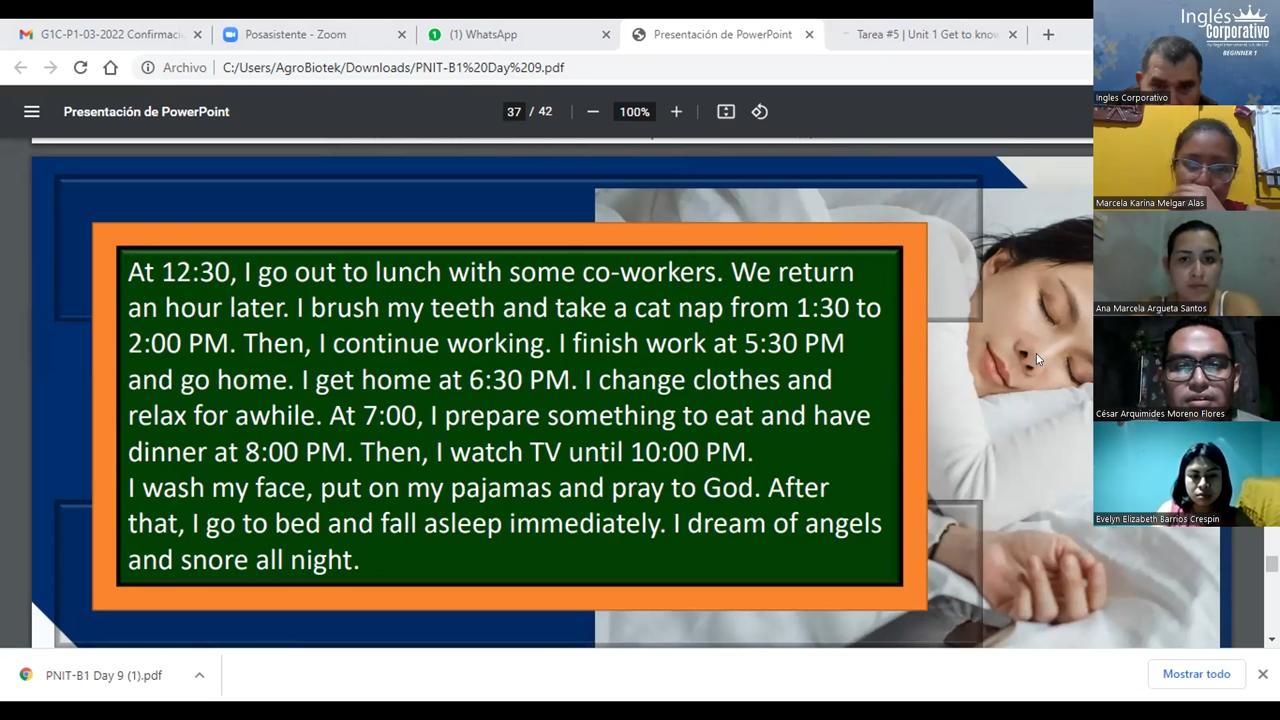 G1C-P1-03-2022 Confirmaci
Posasistente - Zoom
(1) WhatsApp
Presentación de PowerPoint
Tarea #5 | Unit 1 Get to know
Archivo
C:/Users/AgroBiotek/Downloads/PNIT-B1%20Day%209.pdf
Presentación de PowerPoint
37 / 42
100%
At 12:30, I go out to lunch with some co-workers. We return
an hour later. I brush my teeth and take a cat nap from 1:30 to
2:00 PM. Then, I continue working. I finish work at 5:30 PM
and go home. I get home at 6:30 PM. I change clothes and
relax for awhile. At 7:00, I prepare something to eat and have
dinner at 8:00 PM. Then, I watch TV until 10:00 PM.
I wash my face, put on my pajamas and pray to God. After
that, I go to bed and fall asleep immediately. I dream of angels
and snore all night.
Inglés
Corporativo
BEGINNER 1
Ingles Corporativo
Marcela Karina Melgar Alas
Ana Marcela Argueta Santos
César Arquimides Moreno Flores
Evelyn Elizabeth Barrios Crespin
PNIT-B1 Day 9 (1).pdf
Mostrar todo